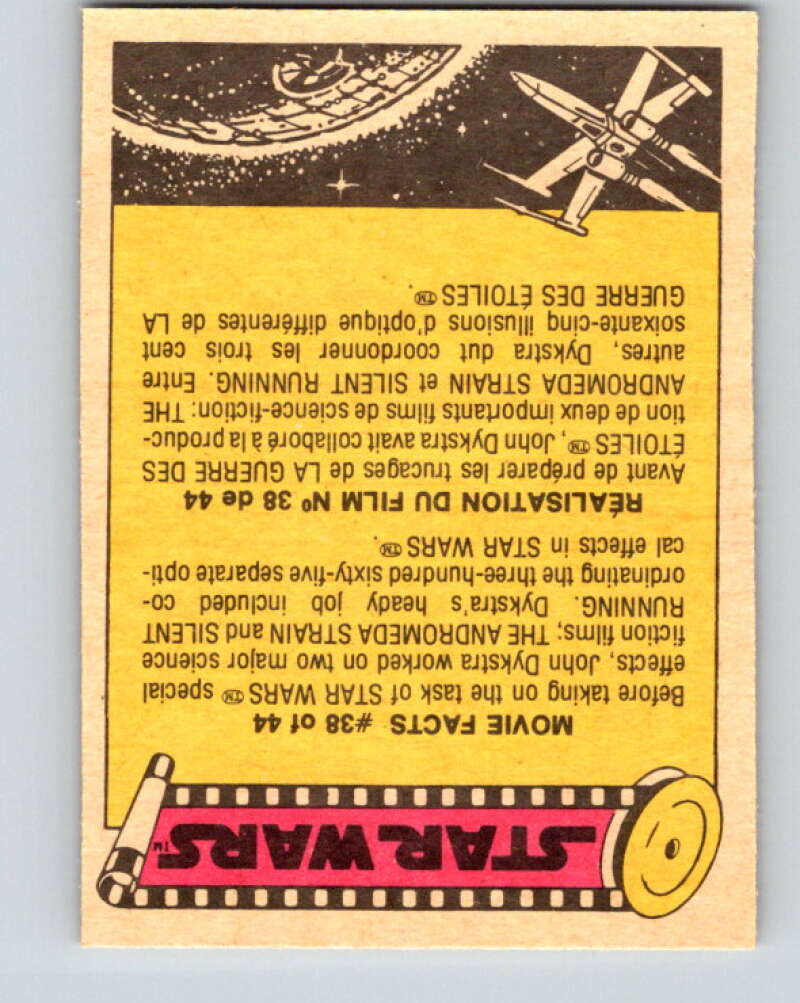 STAR WARS™
MOVIE FACTS #38 of 44
Before taking on the task of STAR WARS™ special
effects, John Dykstra worked on two major science
fiction films; THE ANDROMEDA STRAIN and SILENT
RUNNING. Dykstra's heady job included co-
ordinating the three-hundred sixty-five separate opti-
cal effects in STAR WARS™.
RÉALISATION DU FILM Nº 38 de 44
Avant de préparer les trucages de LA GUERRE DES
ÉTOILES™, John Dykstra avait collaboré à la produc-
tion de deux importants films de science-fiction: THE
ANDROMEDA STRAIN et SILENT RUNNING. Entre
autres, Dykstra dut coordonner les trois cent
soixante-cinq illusions d'optique différentes de LA
GUERRE DES ÉTOILES™.